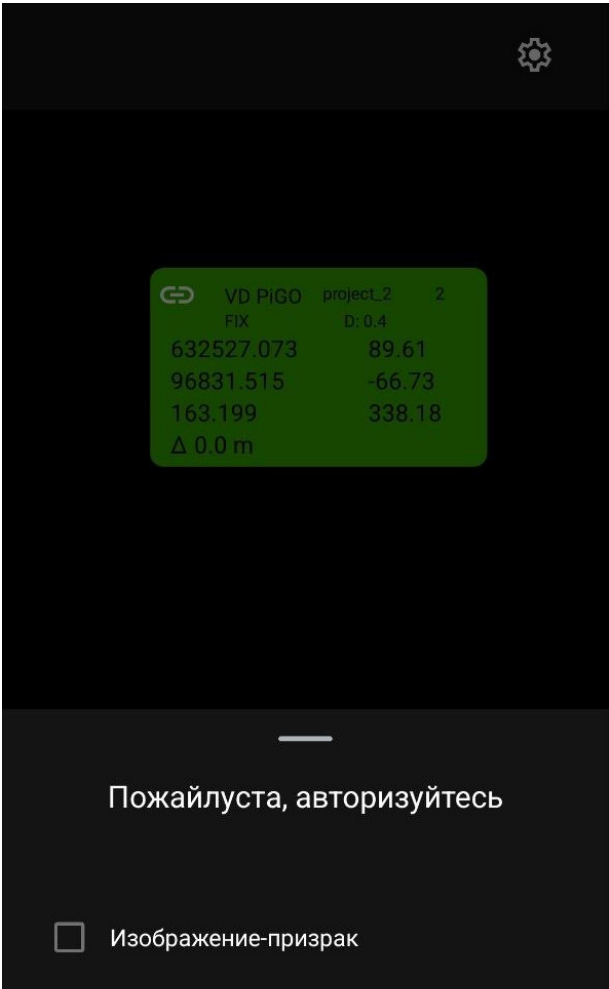 VD PiGO project_2 2
FIX D: 0.4
632527.073 89.61
96831.515 -66.73
163.199 338.18
Δ 0.0 m
Пожайлуста, авторизуйтесь
Изображение-призрак